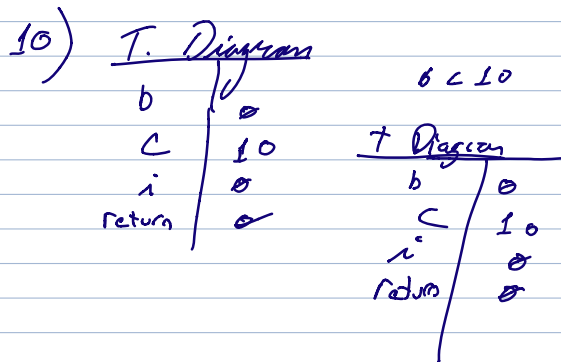 10)
T. Diagram
b 0
C 10
i 0
return 0
b < 10
T Diagram
b 0
C 10
i 0
return 0